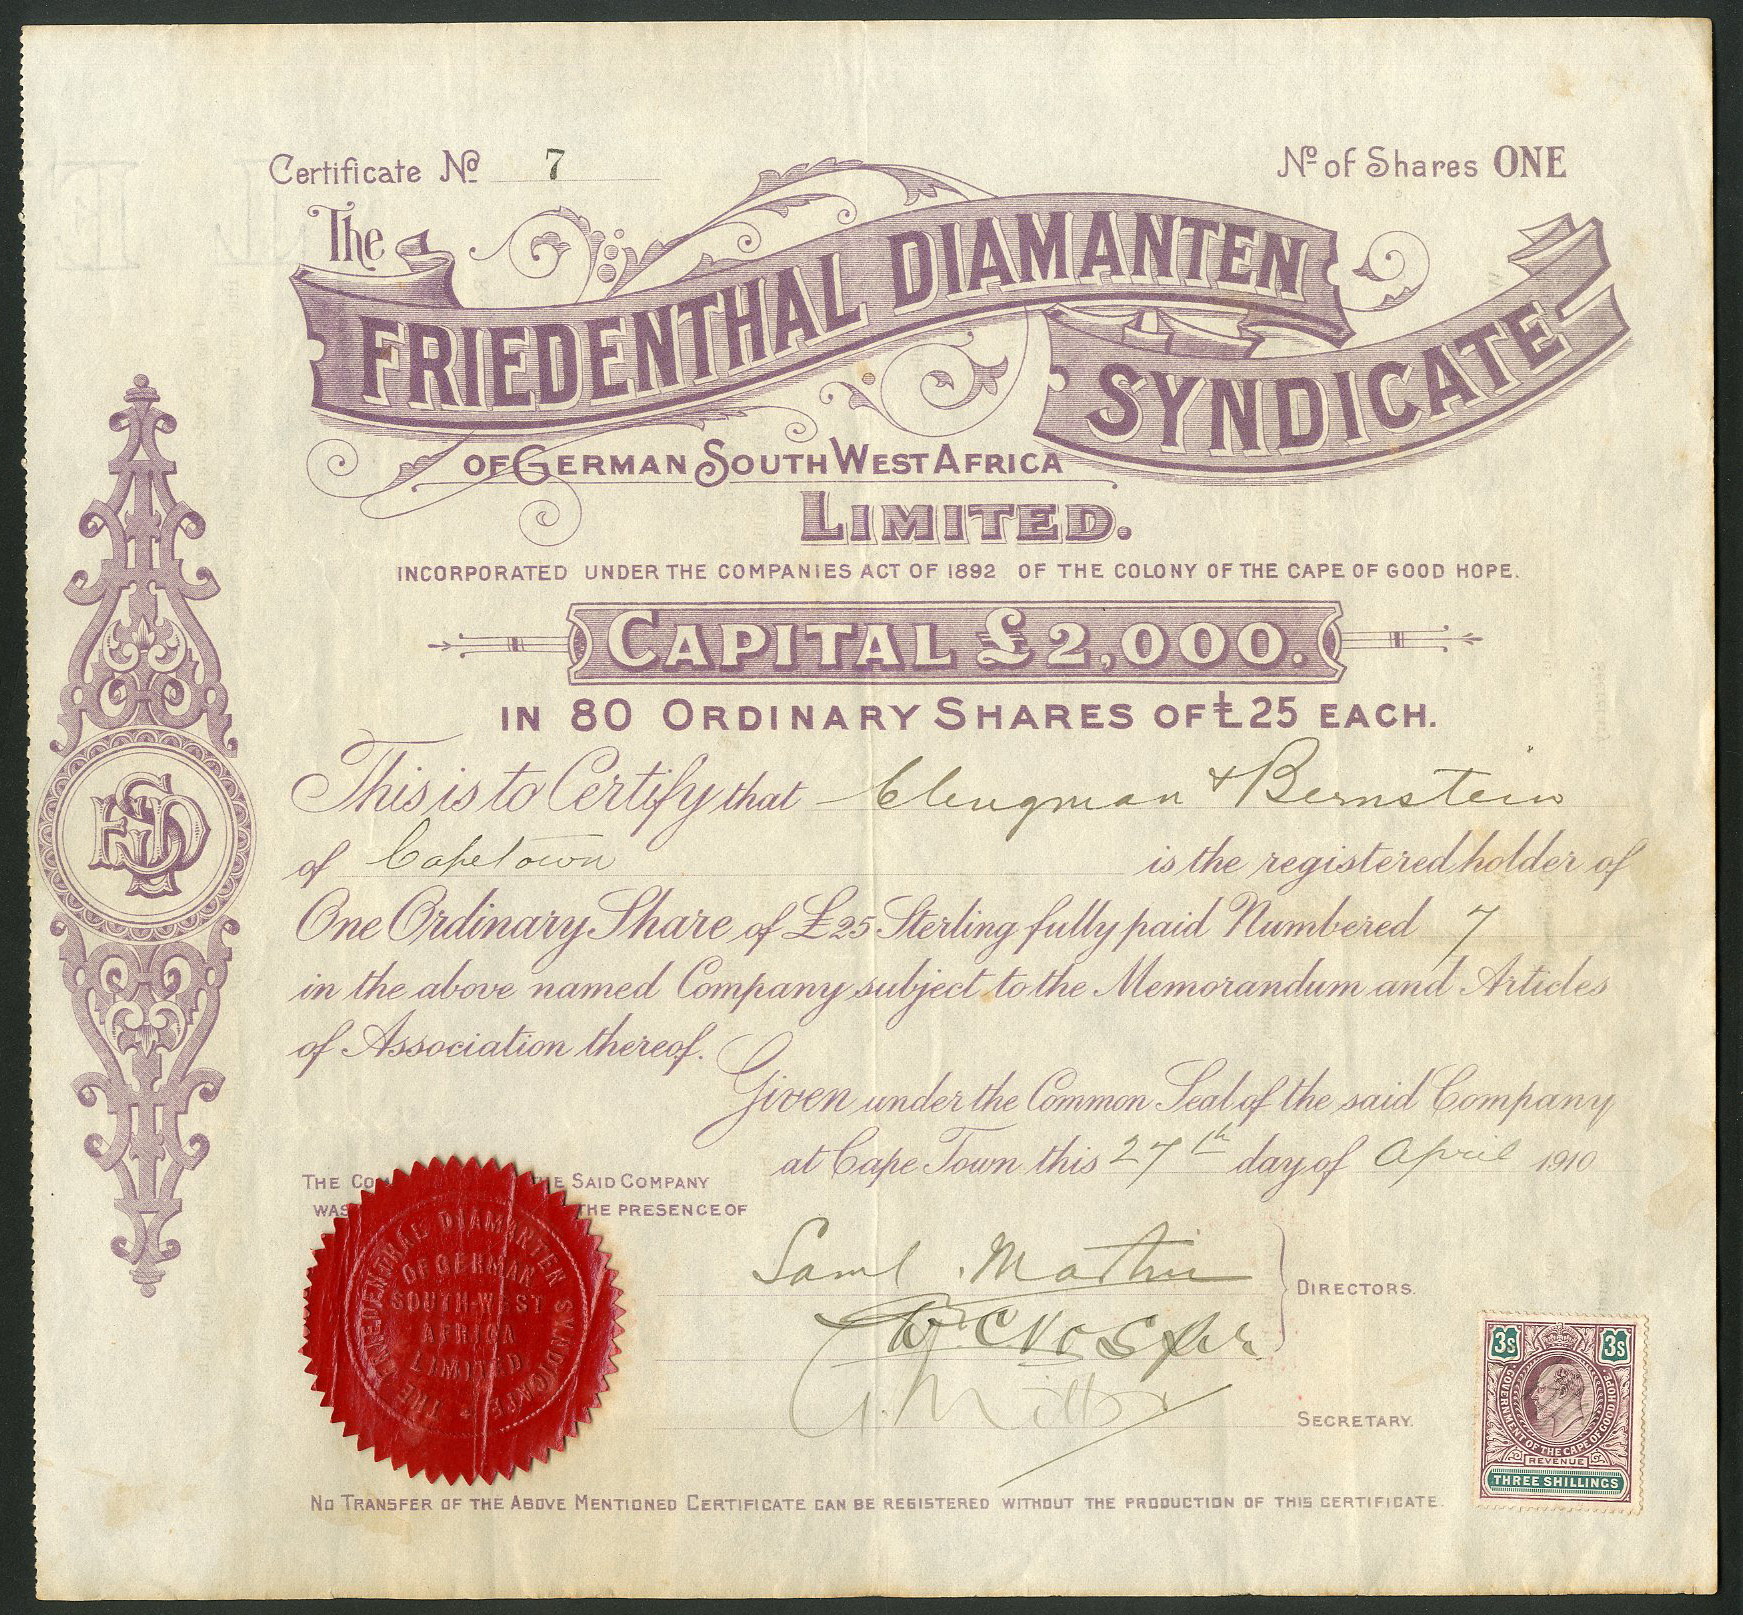 Certificate No 7
No of Shares ONE
The
FRIEDENTHAL DIAMANTEN
SYNDICATE
OF GERMAN SOUTH WEST AFRICA
LIMITED.
INCORPORATED UNDER THE COMPANIES ACT OF 1892 OF THE COLONY OF THE CAPE OF GOOD HOPE.
CAPITAL £2,000.
IN 80 ORDINARY SHARES OF £25 EACH.
This is to Certify that Clengman & Bernstein
of Capetown is the registered holder of
One Ordinary Share of £25 Sterling fully paid Numbered 7
in the above named Company subject to the Memorandum and Articles
of Association thereof.
Given under the Common Seal of the said Company
at Cape Town this 27th day of April 1910
THE SAID COMPANY
THE PRESENCE OF
Saml.
DIRECTORS.
SECRETARY.
THE FRIEDENTHAL DIAMANTEN SYNDICATE
OF GERMAN
SOUTH-WEST
AFRICA
LIMITED
3s 3s
GOVERNMENT OF THE CAPE OF GOOD HOPE
REVENUE
THREE SHILLINGS
NO TRANSFER OF THE ABOVE MENTIONED CERTIFICATE CAN BE REGISTERED WITHOUT THE PRODUCTION OF THIS CERTIFICATE.